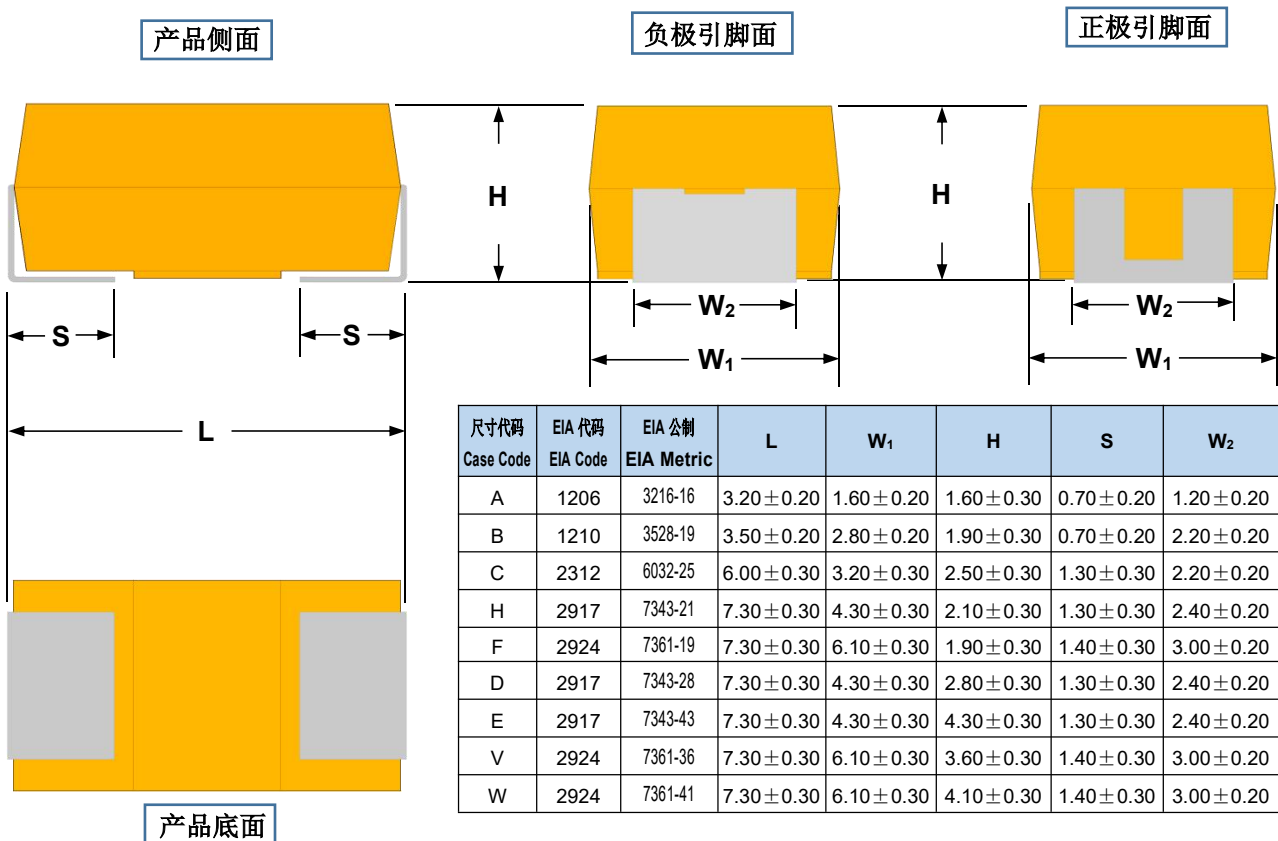 产品侧面
负极引脚面
正极引脚面
H
H
S
S
W₂
W₂
W₁
W₁
L
尺寸代码 EIA 代码 EIA 公制 L W₁ H S W₂
Case Code EIA Code EIA Metric
A 1206 3216-16 3.20±0.20 1.60±0.20 1.60±0.30 0.70±0.20 1.20±0.20
B 1210 3528-19 3.50±0.20 2.80±0.20 1.90±0.30 0.70±0.20 2.20±0.20
C 2312 6032-25 6.00±0.30 3.20±0.30 2.50±0.30 1.30±0.30 2.20±0.20
H 2917 7343-21 7.30±0.30 4.30±0.30 2.10±0.30 1.30±0.30 2.40±0.20
F 2924 7361-19 7.30±0.30 6.10±0.30 1.90±0.30 1.40±0.30 3.00±0.20
D 2917 7343-28 7.30±0.30 4.30±0.30 2.80±0.30 1.30±0.30 2.40±0.20
E 2917 7343-43 7.30±0.30 4.30±0.30 4.30±0.30 1.30±0.30 2.40±0.20
V 2924 7361-36 7.30±0.30 6.10±0.30 3.60±0.30 1.40±0.30 3.00±0.20
W 2924 7361-41 7.30±0.30 6.10±0.30 4.10±0.30 1.40±0.30 3.00±0.20
产品底面